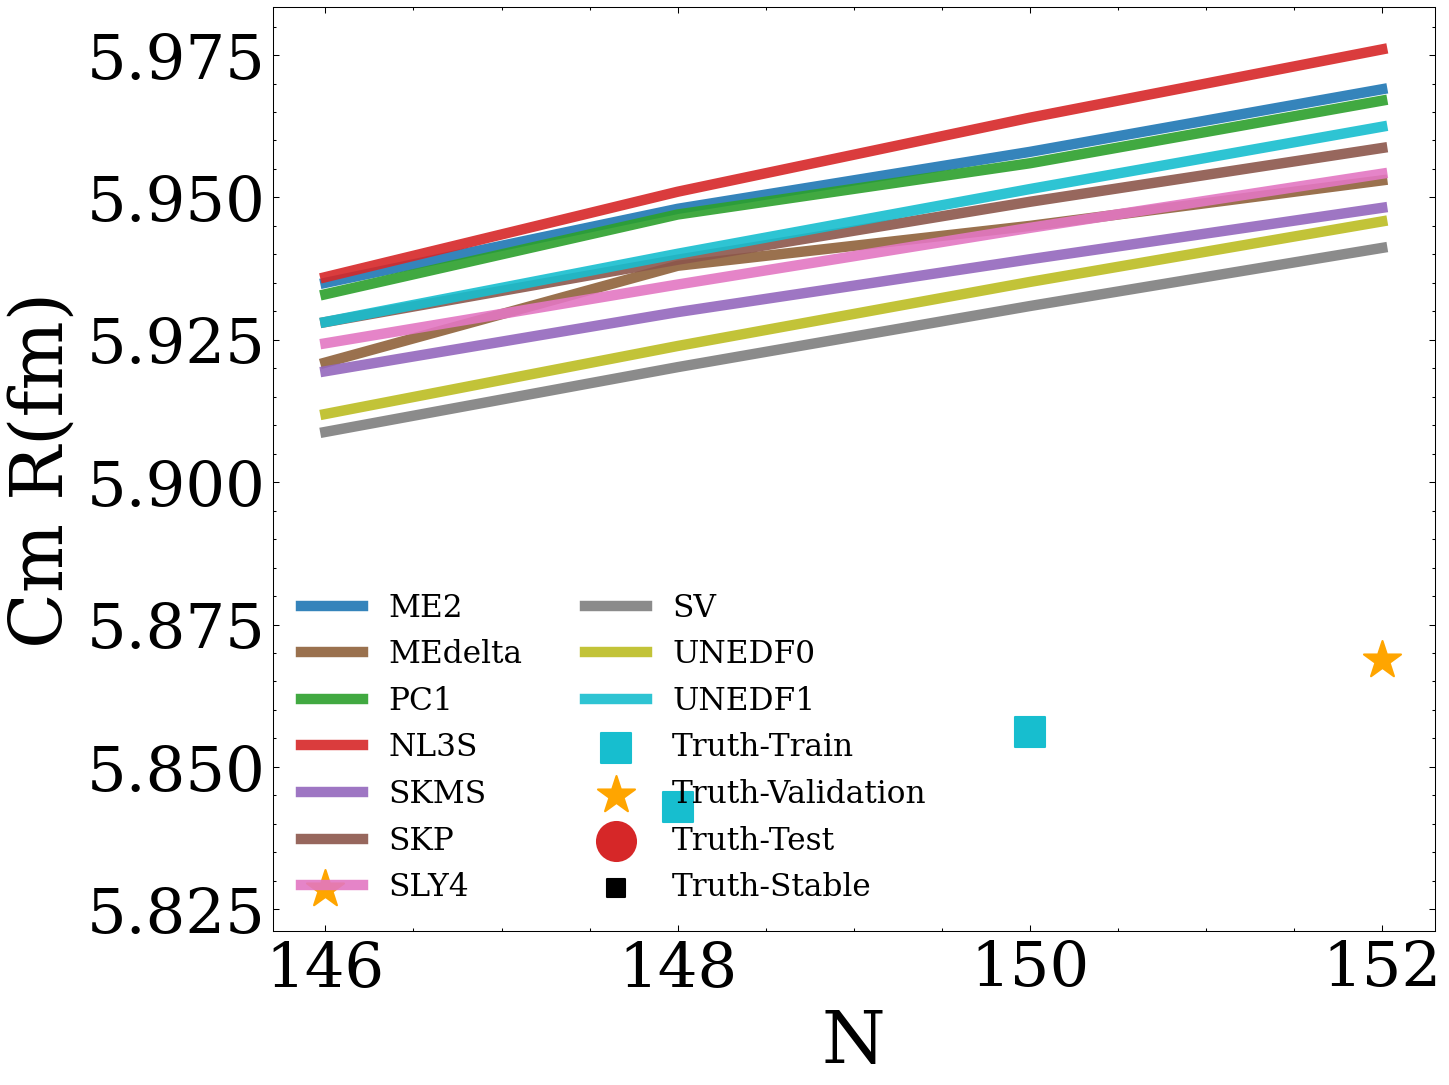 5.975
5.950
5.925
5.900
5.875
5.850
5.825
Cm R(fm)
ME2
MEdelta
PC1
NL3S
SKMS
SKP
SLY4
SV
UNEDF0
UNEDF1
Truth-Train
Truth-Validation
Truth-Test
Truth-Stable
146
148
150
152
N